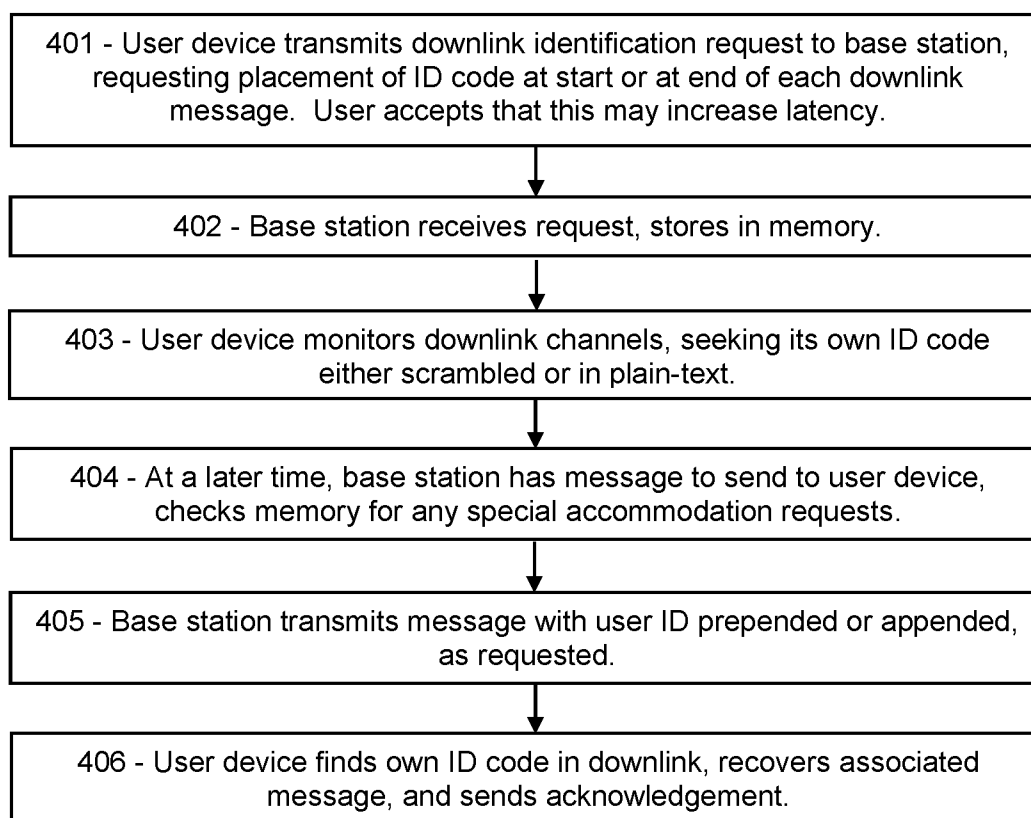 401 - User device transmits downlink identification request to base station,
requesting placement of ID code at start or at end of each downlink
message.  User accepts that this may increase latency.
402 - Base station receives request, stores in memory.
403 - User device monitors downlink channels, seeking its own ID code
either scrambled or in plain-text.
404 - At a later time, base station has message to send to user device,
checks memory for any special accommodation requests.
405 - Base station transmits message with user ID prepended or appended,
as requested.
406 - User device finds own ID code in downlink, recovers associated
message, and sends acknowledgement.